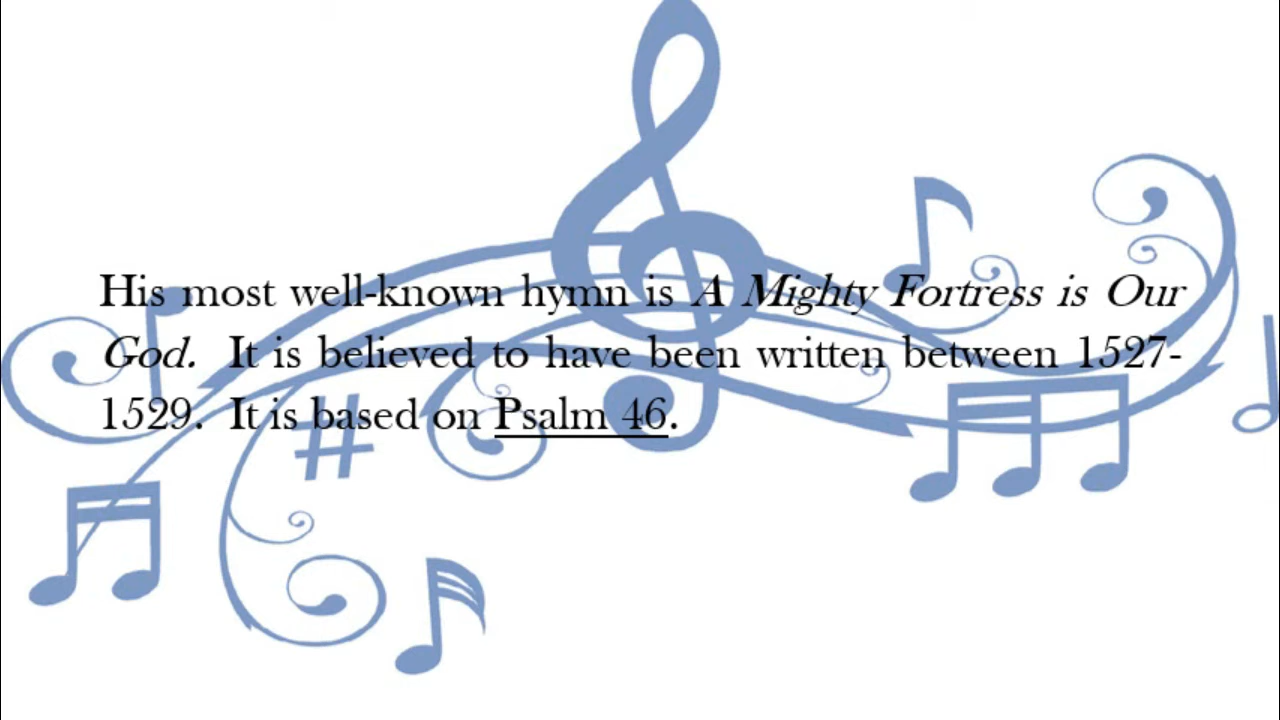 His most well-known hymn is A Mighty Fortress is Our
God. It is believed to have been written between 1527-
1529. It is based on Psalm 46.